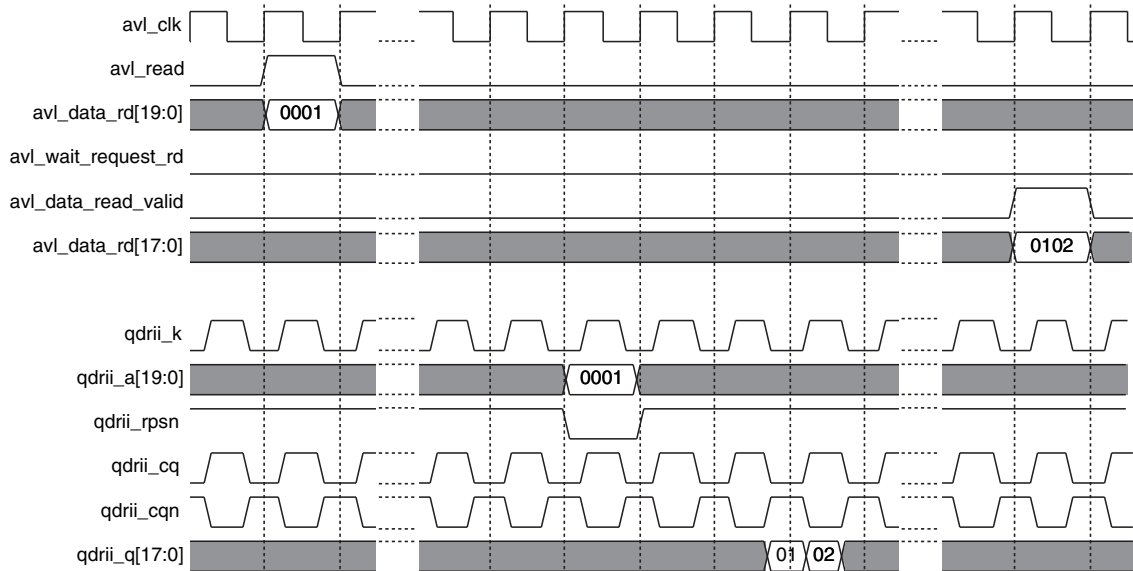 avl_clk
avl_read
avl_data_rd[19:0] 0001
avl_wait_request_rd
avl_data_read_valid
avl_data_rd[17:0] 0102
qdrii_k
qdrii_a[19:0] 0001
qdrii_rpsn
qdrii_cq
qdrii_cqn
qdrii_q[17:0] 01 02